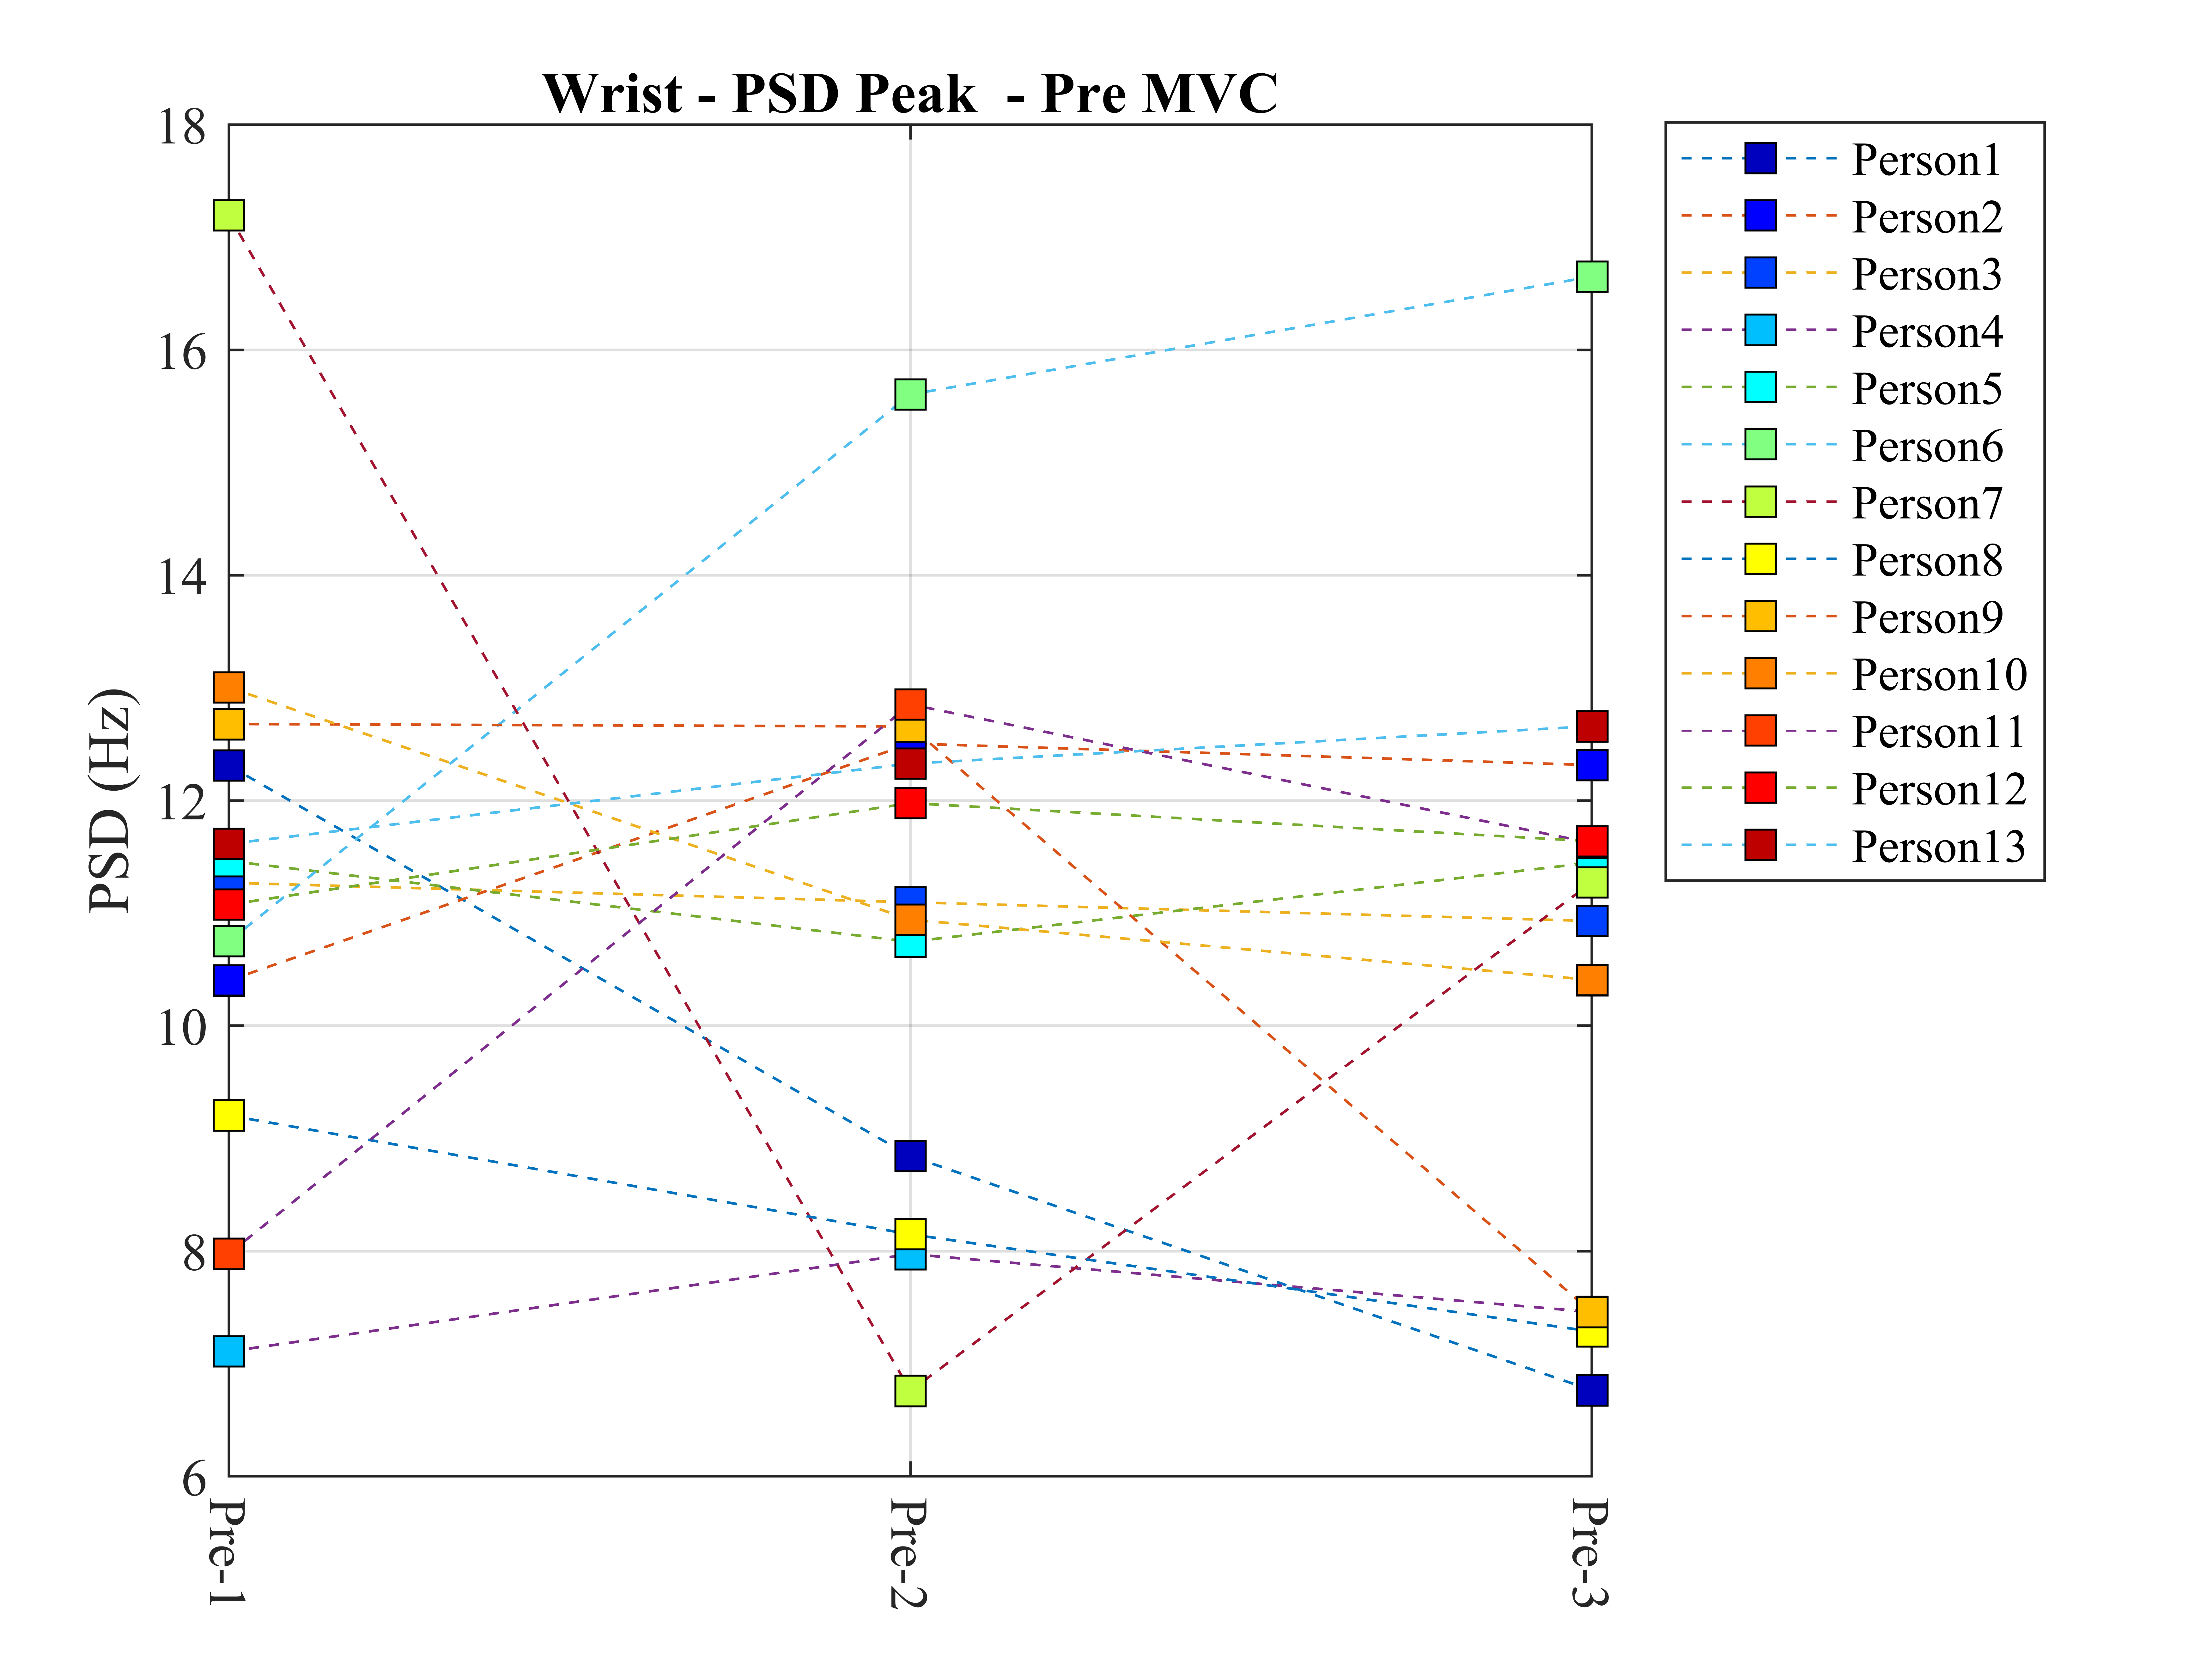 Wrist - PSD Peak - Pre MVC
PSD (Hz)
18
16
14
12
10
8
6
Pre-1
Pre-2
Pre-3
Person1
Person2
Person3
Person4
Person5
Person6
Person7
Person8
Person9
Person10
Person11
Person12
Person13